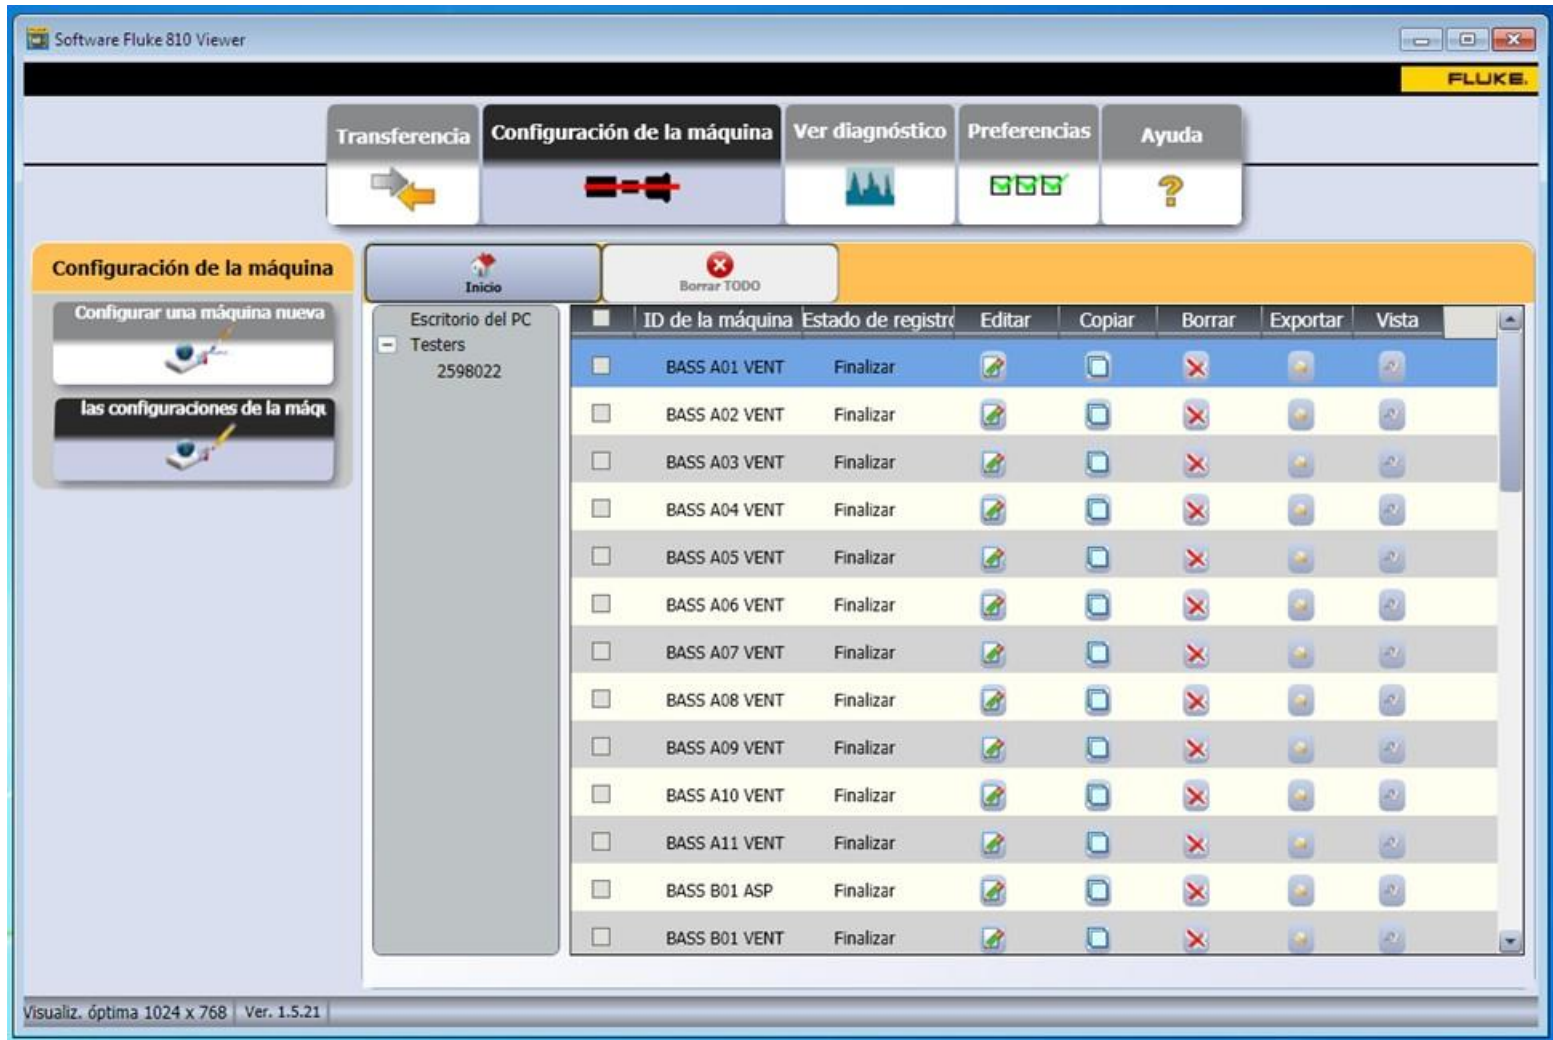 Software Fluke 810 Viewer
FLUKE.
Transferencia
Configuración de la máquina
Ver diagnóstico
Preferencias
Ayuda
Configuración de la máquina
Configurar una máquina nueva
las configuraciones de la máqu
Inicio
Borrar TODO
Escritorio del PC
Testers
2598022
ID de la máquina Estado de registro Editar Copiar Borrar Exportar Vista
BASS A01 VENT Finalizar
BASS A02 VENT Finalizar
BASS A03 VENT Finalizar
BASS A04 VENT Finalizar
BASS A05 VENT Finalizar
BASS A06 VENT Finalizar
BASS A07 VENT Finalizar
BASS A08 VENT Finalizar
BASS A09 VENT Finalizar
BASS A10 VENT Finalizar
BASS A11 VENT Finalizar
BASS B01 ASP Finalizar
BASS B01 VENT Finalizar
Visualiz. óptima 1024 x 768 Ver. 1.5.21